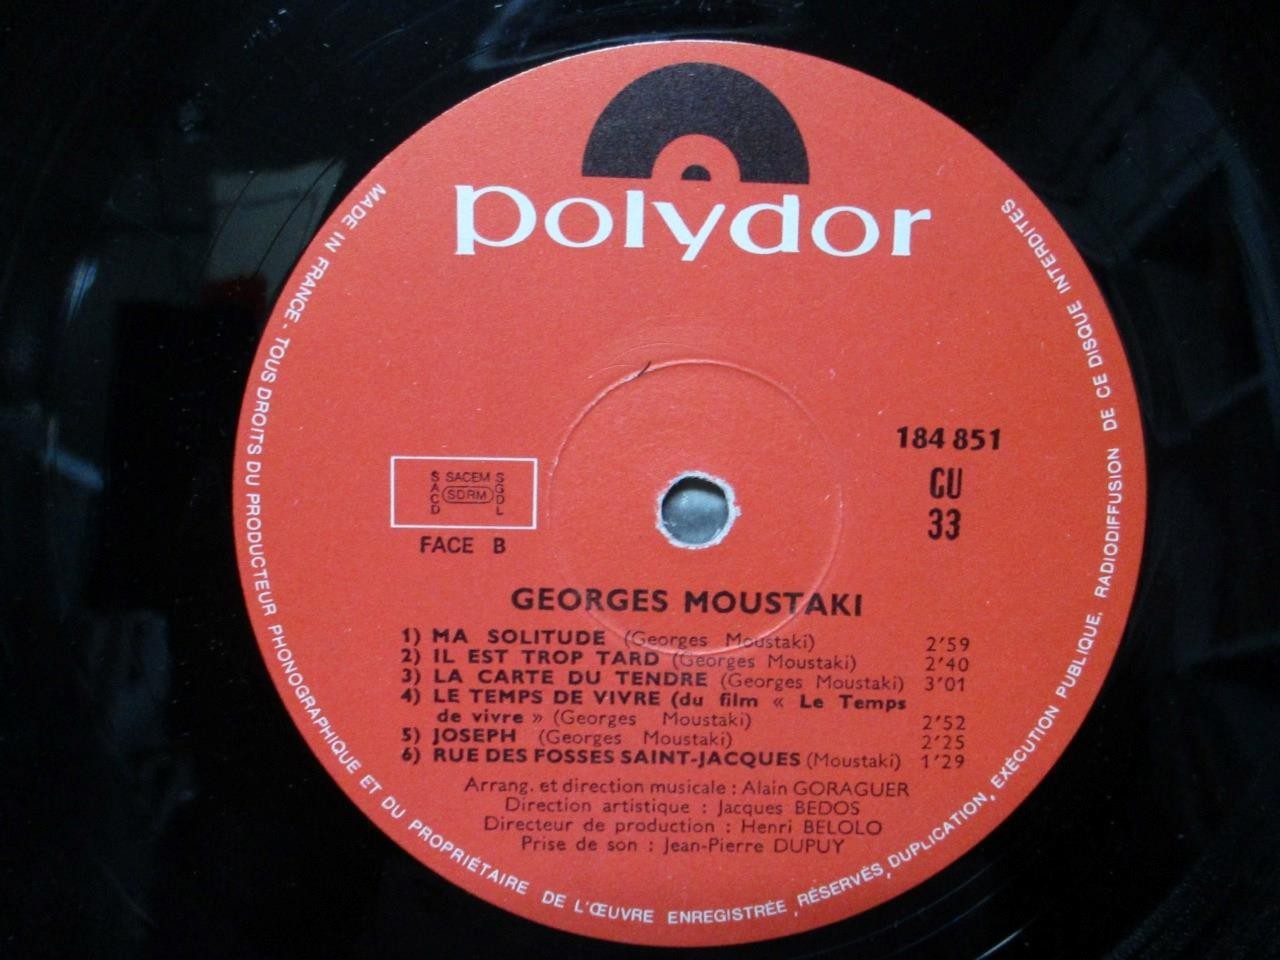 polydor
184 851
GU
33
SACEM
SACD
SDRM
SGDL
FACE B
GEORGES MOUSTAKI
1) MA SOLITUDE (Georges Moustaki) 2'59
2) IL EST TROP TARD (Georges Moustaki) 2'40
3) LA CARTE DU TENDRE (Georges Moustaki) 3'01
4) LE TEMPS DE VIVRE (du film « Le Temps
de vivre » (Georges Moustaki) 2'52
5) JOSEPH (Georges Moustaki) 2'25
6) RUE DES FOSSES SAINT-JACQUES (Moustaki) 1'29
Arrang. et direction musicale : Alain GORAGUER
Direction artistique : Jacques BEDOS
Directeur de production : Henri BELOLO
Prise de son : Jean-Pierre DUPUY
MADE IN FRANCE - TOUS DROITS DU PRODUCTEUR PHONOGRAPHIQUE ET DU PROPRIÉTAIRE DE L'ŒUVRE ENREGISTRÉE, RÉSERVÉS, DUPLICATION, EXÉCUTION PUBLIQUE, RADIODIFFUSION DE CE DISQUE INTERDITES